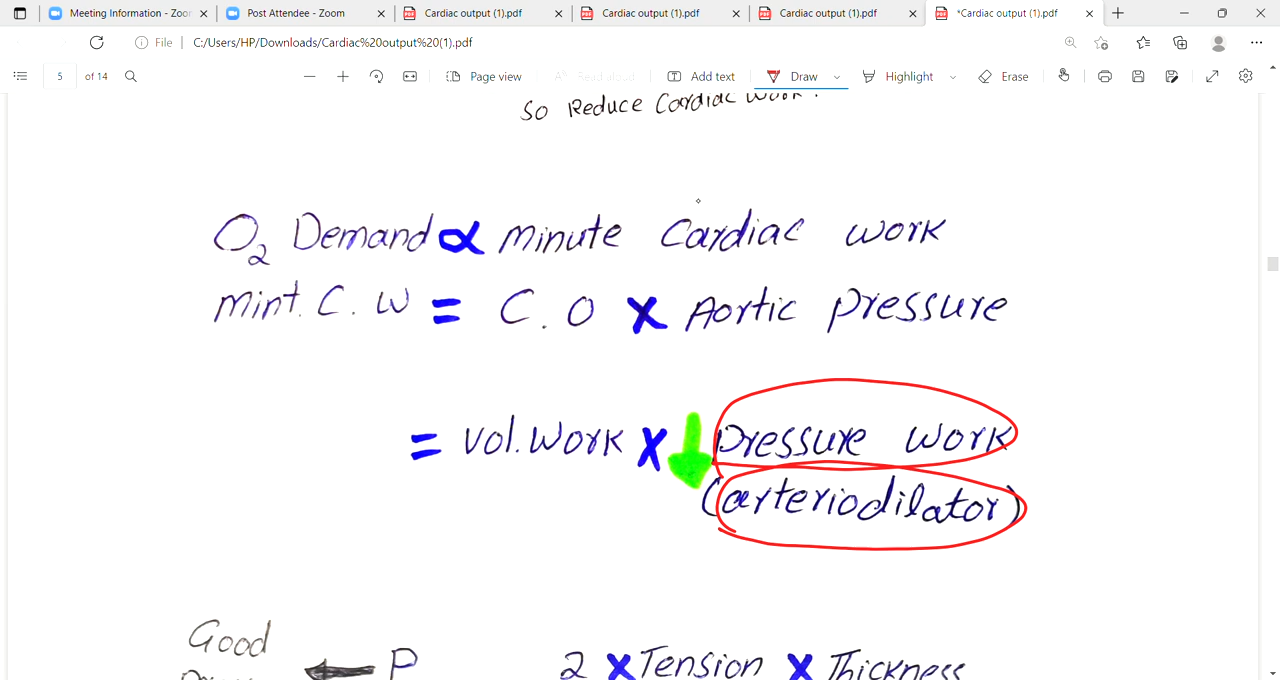 Meeting Information - Zoor
Post Attendee - Zoom
Cardiac output (1).pdf
Cardiac output (1).pdf
Cardiac output (1).pdf
*Cardiac output (1).pdf
File
C:/Users/HP/Downloads/Cardiac%20output%20(1).pdf
5 of 14
Page view
Read aloud
Add text
Draw
Highlight
Erase
So Reduce Cardiac work.
O2 Demand ∝ minute Cardiac work
mint. C. W = C. O X Aortic pressure
= vol. work X ↓ pressure work
(arteriodilator)
Good
P 2 X Tension X Thickness